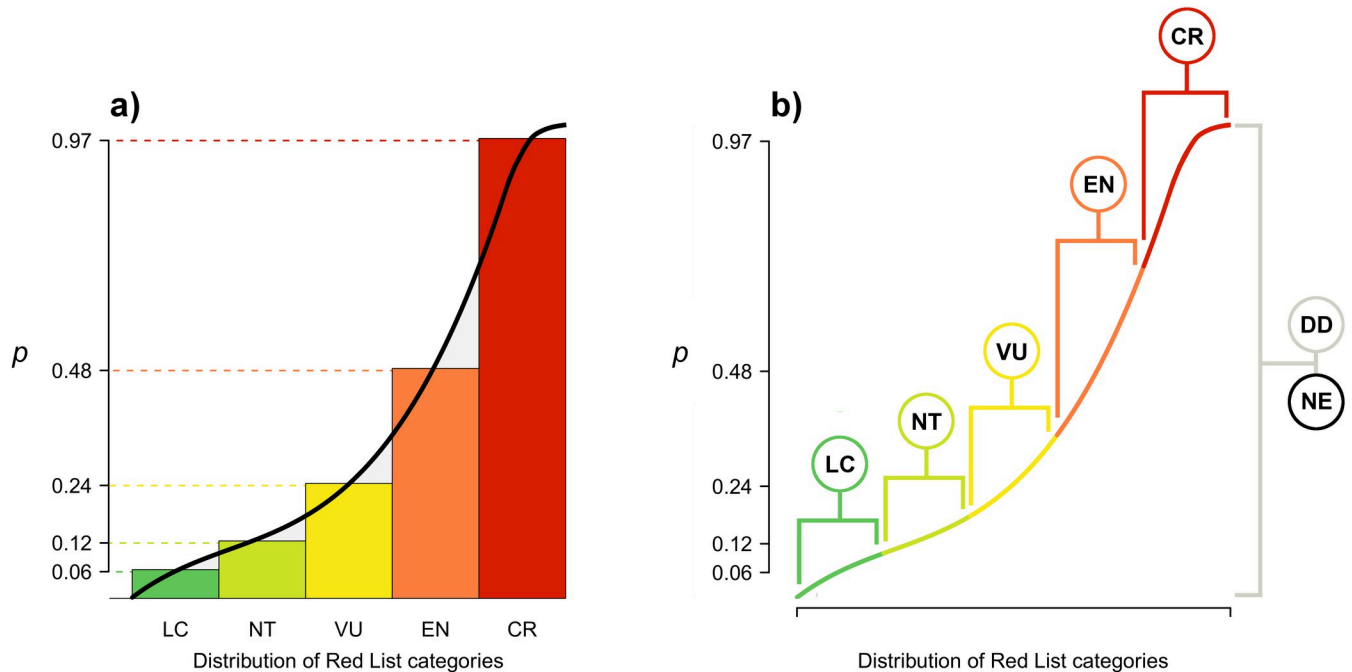 a)
0.97
0.48
0.24
0.12
0.06
p
LC NT VU EN CR
Distribution of Red List categories
b)
0.97
0.48
0.24
0.12
0.06
p
CR
EN
VU
NT
LC
DD
NE
Distribution of Red List categories